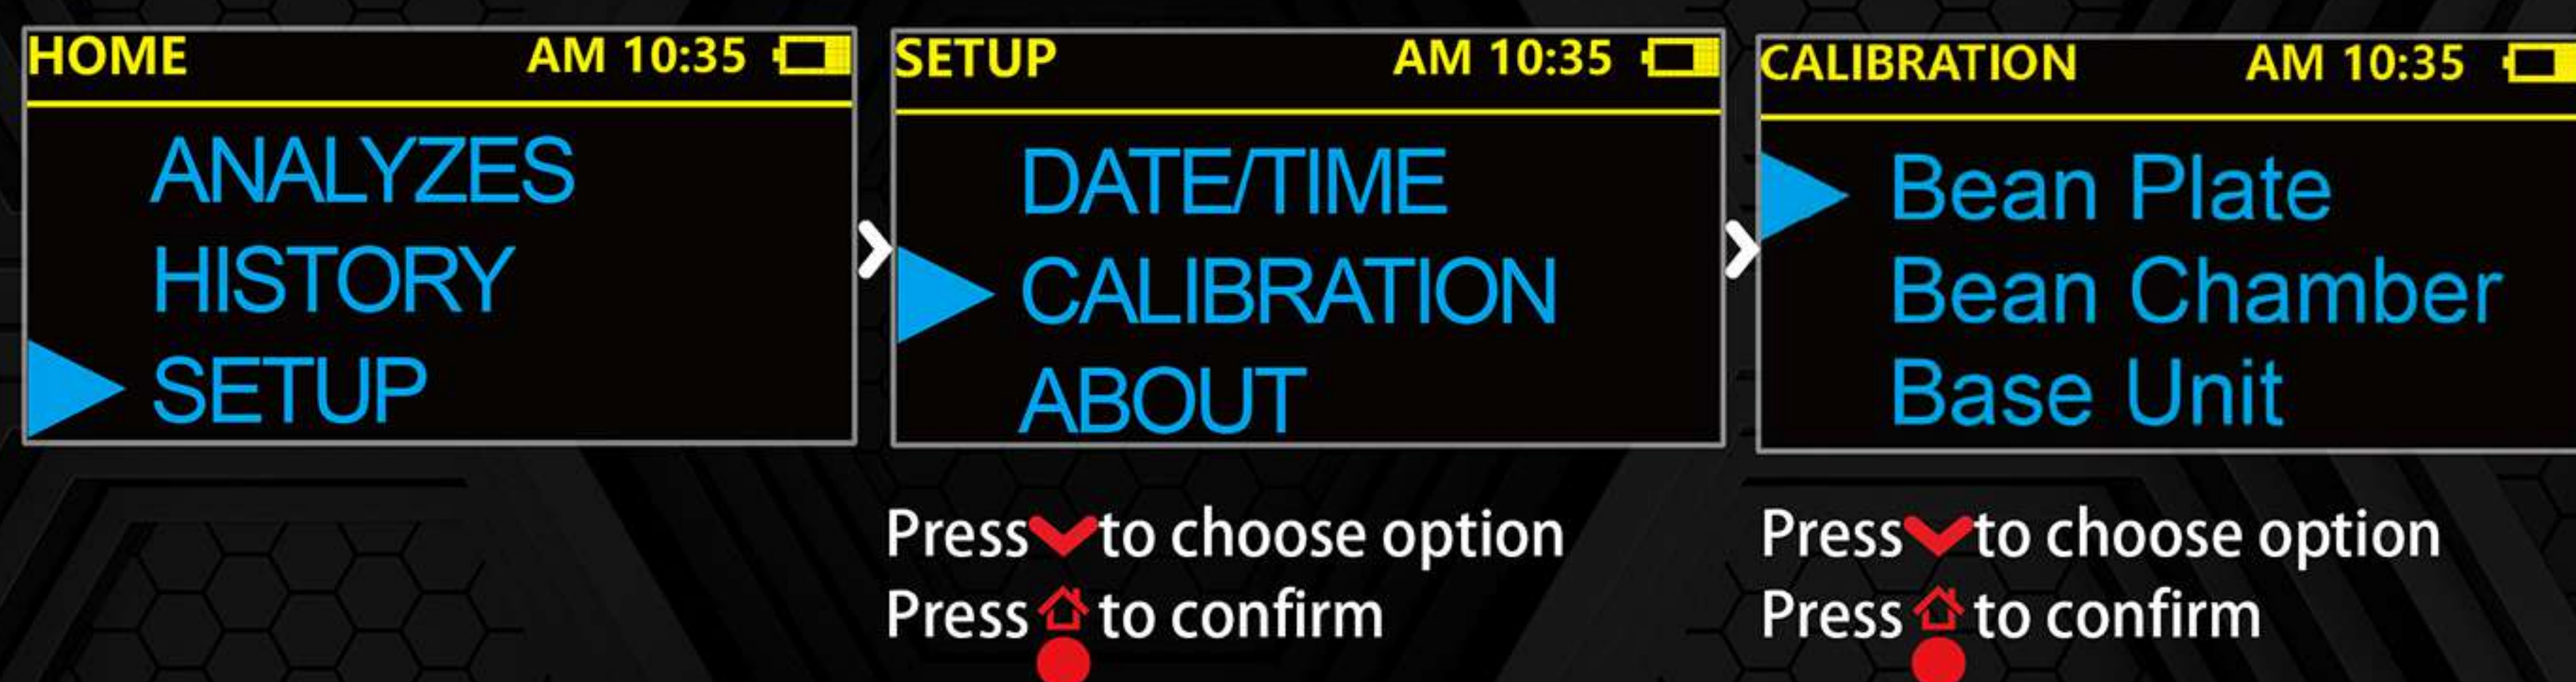 HOME AM 10:35
ANALYZES
HISTORY
SETUP
SETUP AM 10:35
DATE/TIME
CALIBRATION
ABOUT
Press to choose option
Press to confirm
CALIBRATION AM 10:35
Bean Plate
Bean Chamber
Base Unit
Press to choose option
Press to confirm